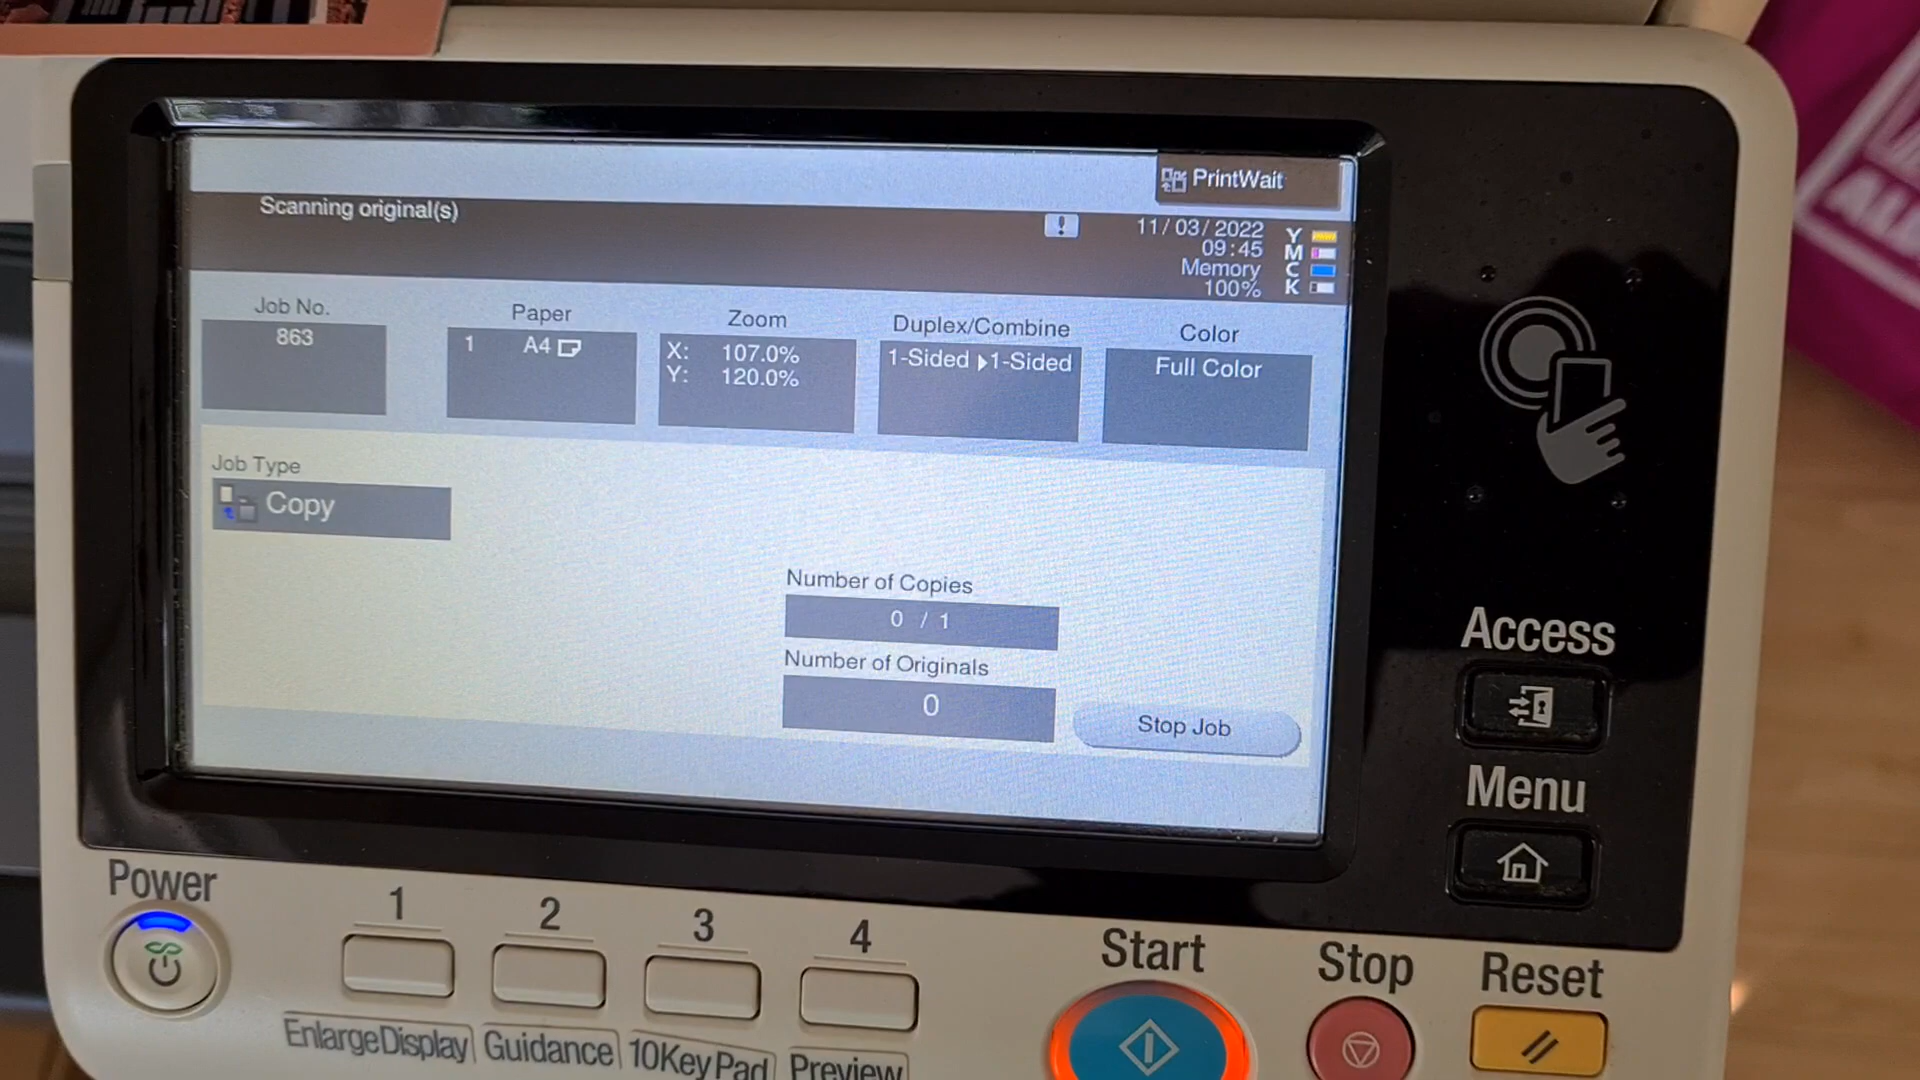 PrintWait
Scanning original(s)
!
11/03/2022
09:45
Memory
100%
Y
M
C
K
Job No.
863
Paper
1 A4
Zoom
X: 107.0%
Y: 120.0%
Duplex/Combine
1-Sided 1-Sided
Color
Full Color
Job Type
Copy
Number of Copies
0 / 1
Number of Originals
0
Stop Job
Access
Menu
Power
1
2
3
4
Start
Stop
Reset
EnlargeDisplay
Guidance
10KeyPad
Preview